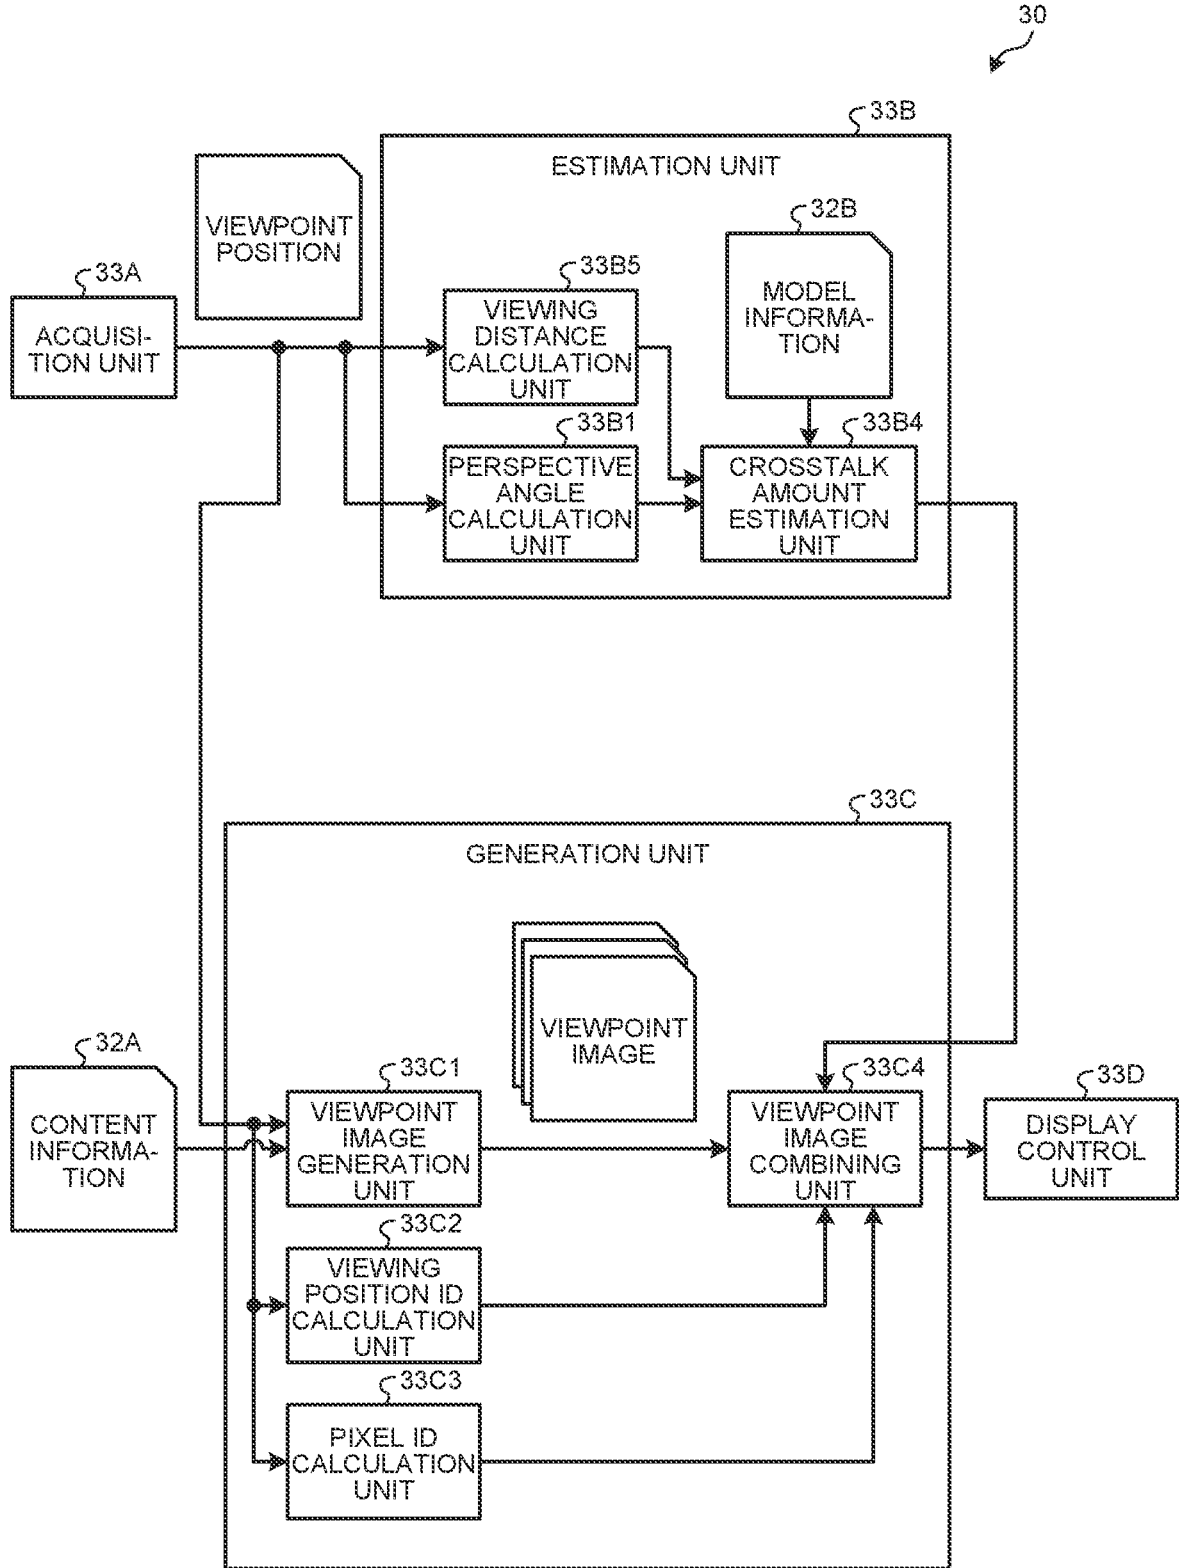 30
33B
ESTIMATION UNIT
VIEWPOINT
POSITION
32B
MODEL
INFORMA-
TION
33A
ACQUISI-
TION UNIT
33B5
VIEWING
DISTANCE
CALCULATION
UNIT
33B1
PERSPECTIVE
ANGLE
CALCULATION
UNIT
33B4
CROSSTALK
AMOUNT
ESTIMATION
UNIT
33C
GENERATION UNIT
VIEWPOINT
IMAGE
32A
CONTENT
INFORMA-
TION
33C1
VIEWPOINT
IMAGE
GENERATION
UNIT
33C4
VIEWPOINT
IMAGE
COMBINING
UNIT
33D
DISPLAY
CONTROL
UNIT
33C2
VIEWING
POSITION ID
CALCULATION
UNIT
33C3
PIXEL ID
CALCULATION
UNIT